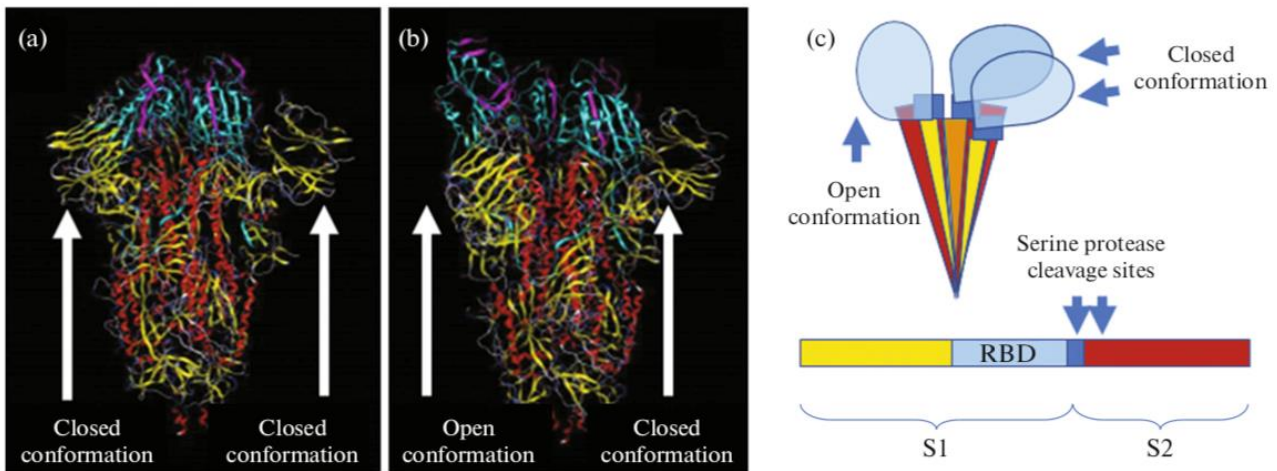 (a)
Closed
conformation
Closed
conformation
(b)
Open
conformation
Closed
conformation
(c)
Closed
conformation
Open
conformation
Serine protease
cleavage sites
RBD
S1
S2